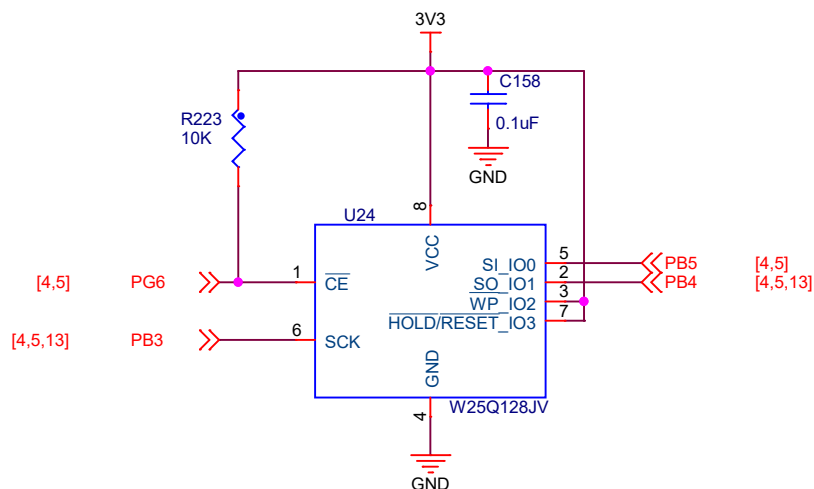 3V3
C158
0.1uF
GND
R223
10K
U24
8
VCC
[4,5] PG6
1
CE
SI_IO0
5
PB5 [4,5]
SO_IO1
2
PB4 [4,5,13]
WP_IO2
3
HOLD/RESET_IO3
7
[4,5,13] PB3
6
SCK
GND
4
W25Q128JV
GND